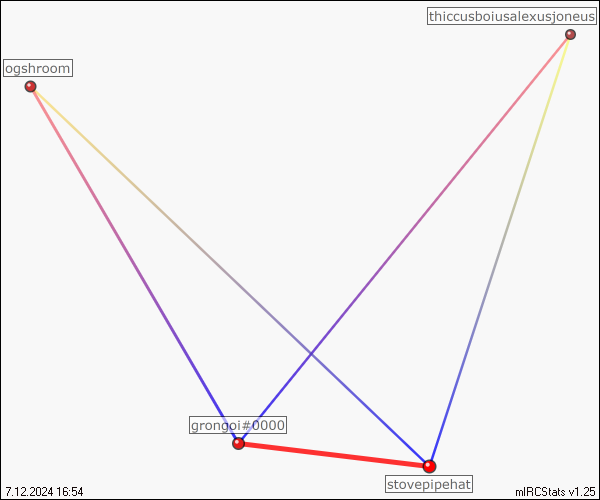 thiccusboiusalexusjoneus
ogshroom
grongoi#0000
stovepipehat
7.12.2024 16:54
mIRCStats v1.25